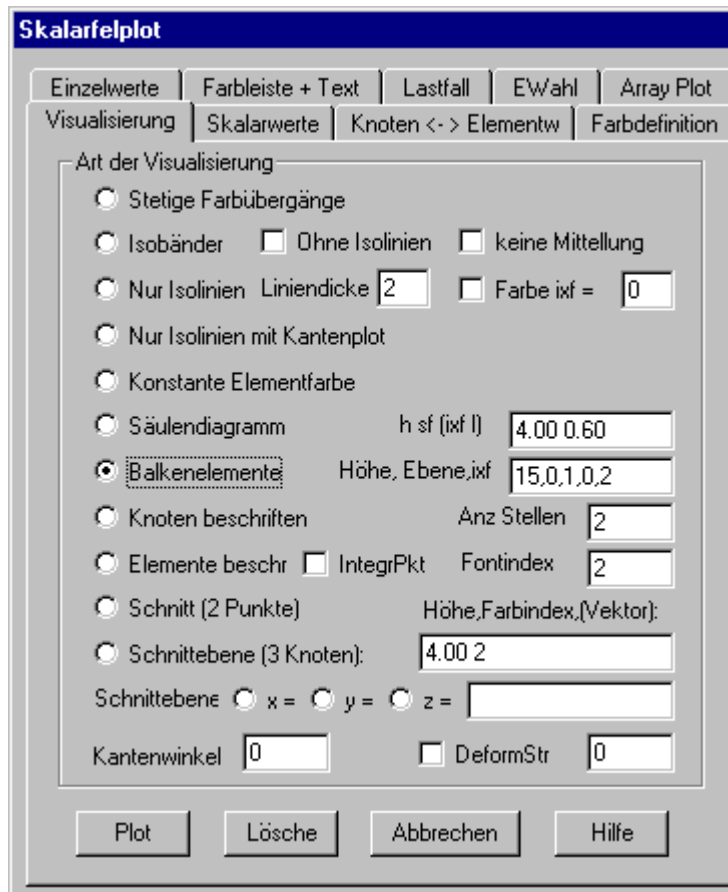 Skalarfelplot
Einzelwerte Farbleiste + Text Lastfall EWahl Array Plot
Visualisierung Skalarwerte Knoten <-> Elementw Farbdefinition
Art der Visualisierung
Stetige Farbübergänge
Isobänder Ohne Isolinien keine Mittellung
Nur Isolinien Liniendicke 2 Farbe ixf = 0
Nur Isolinien mit Kantenplot
Konstante Elementfarbe
Säulendiagramm h sf (ixf l) 4.00 0.60
Balkenelemente Höhe, Ebene,ixf 15,0,1,0,2
Knoten beschriften Anz Stellen 2
Elemente beschr IntegrPkt Fontindex 2
Schnitt (2 Punkte) Höhe,Farbindex,(Vektor):
Schnittebene (3 Knoten): 4.00 2
Schnittebene x = y = z =
Kantenwinkel 0 DeformStr 0
Plot Lösche Abbrechen Hilfe